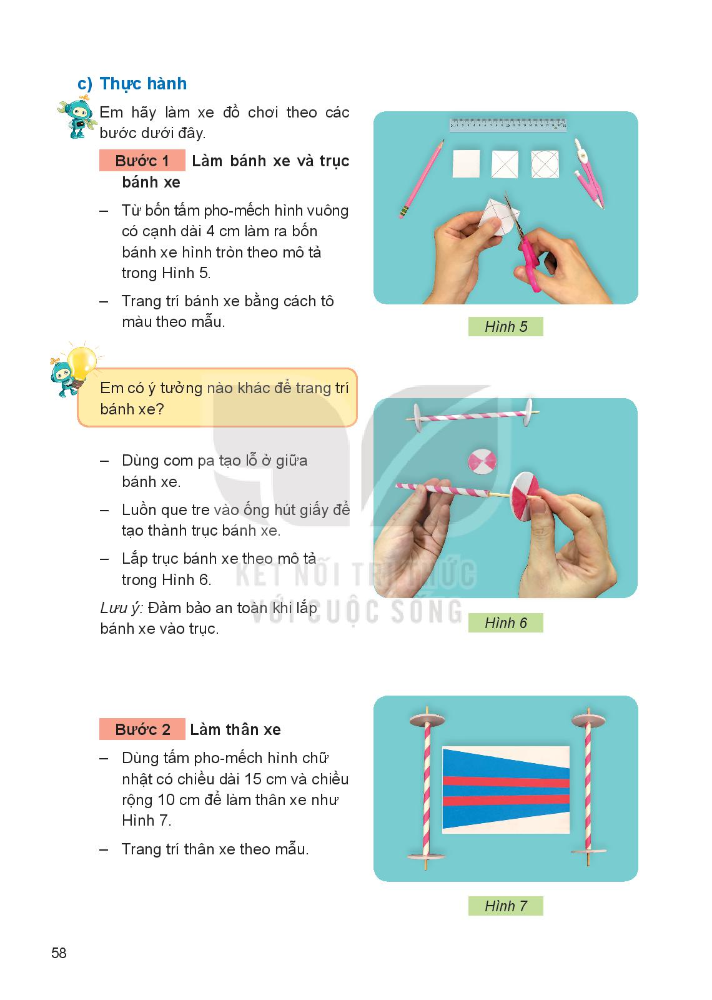 c) Thực hành
Em hãy làm xe đồ chơi theo các
bước dưới đây.
Bước 1 Làm bánh xe và trục
bánh xe
– Từ bốn tấm pho-mếch hình vuông
có cạnh dài 4 cm làm ra bốn
bánh xe hình tròn theo mô tả
trong Hình 5.
– Trang trí bánh xe bằng cách tô
màu theo mẫu.
Hình 5
Em có ý tưởng nào khác để trang trí
bánh xe?
– Dùng com pa tạo lỗ ở giữa
bánh xe.
– Luồn que tre vào ống hút giấy để
tạo thành trục bánh xe.
– Lắp trục bánh xe theo mô tả
trong Hình 6.
Lưu ý: Đảm bảo an toàn khi lắp
bánh xe vào trục.
Hình 6
KẾT NỐI TRI THỨC
VỚI CUỘC SỐNG
Bước 2 Làm thân xe
– Dùng tấm pho-mếch hình chữ
nhật có chiều dài 15 cm và chiều
rộng 10 cm để làm thân xe như
Hình 7.
– Trang trí thân xe theo mẫu.
Hình 7
58